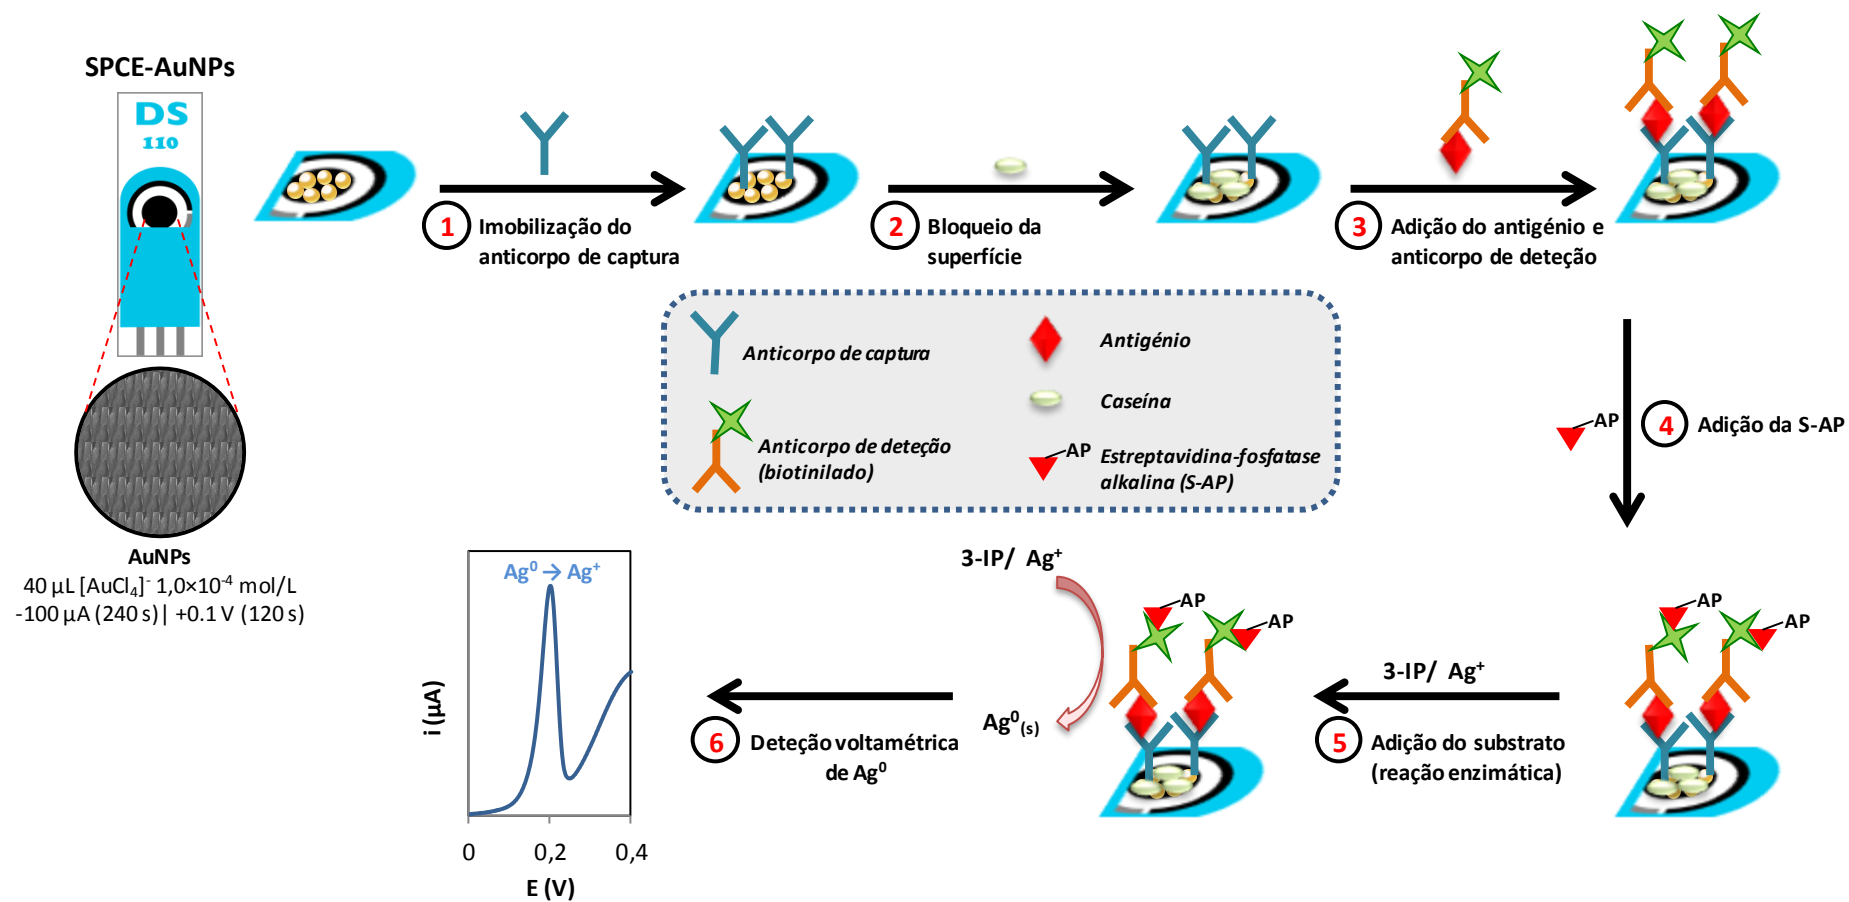 SPCE-AuNPs
DS
110
AuNPs
40 µL [AuCl₄]⁻ 1,0×10⁻⁴ mol/L
-100 µA (240 s)| +0.1 V (120 s)
1 Imobilização do
anticorpo de captura
2 Bloqueio da
superfície
3 Adição do antigénio e
anticorpo de deteção
Anticorpo de captura
Antigénio
Caseína
Anticorpo de deteção
(biotinilado)
AP
Estreptavidina-fosfatase
alkalina (S-AP)
AP
4 Adição da S-AP
AP
AP
3-IP/ Ag⁺
5 Adição do substrato
(reação enzimática)
3-IP/ Ag⁺
Ag⁰(s)
AP
AP
6 Deteção voltamétrica
de Ag⁰
Ag⁰ → Ag⁺
i (µA)
0
0,2
0,4
E (V)